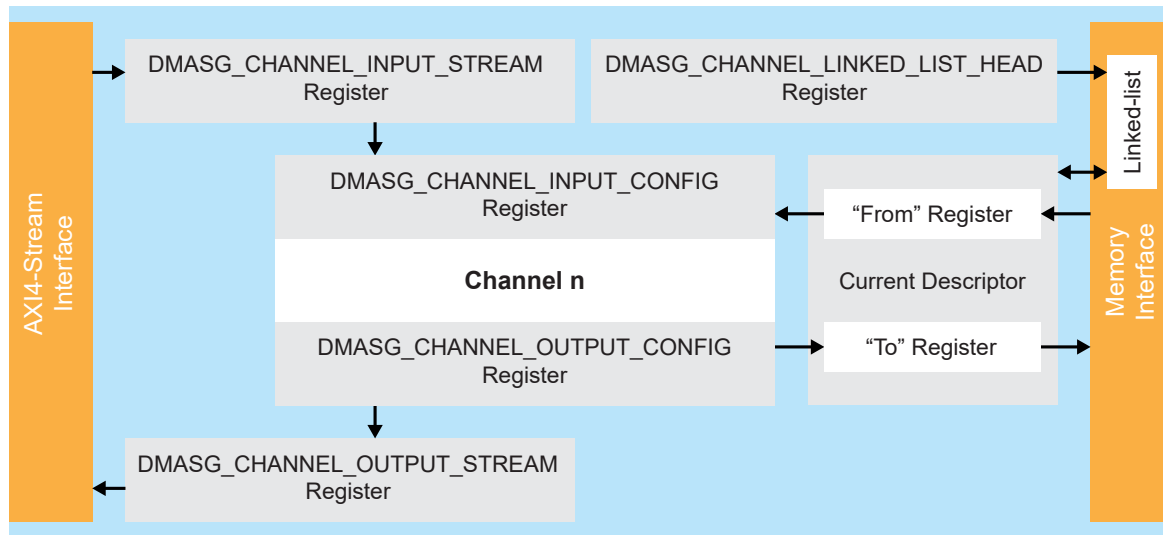 AXI4-Stream
Interface
DMASG_CHANNEL_INPUT_STREAM
Register
DMASG_CHANNEL_LINKED_LIST_HEAD
Register
Linked-list
DMASG_CHANNEL_INPUT_CONFIG
Register
“From” Register
Channel n
Current Descriptor
Memory
Interface
DMASG_CHANNEL_OUTPUT_CONFIG
Register
“To” Register
DMASG_CHANNEL_OUTPUT_STREAM
Register